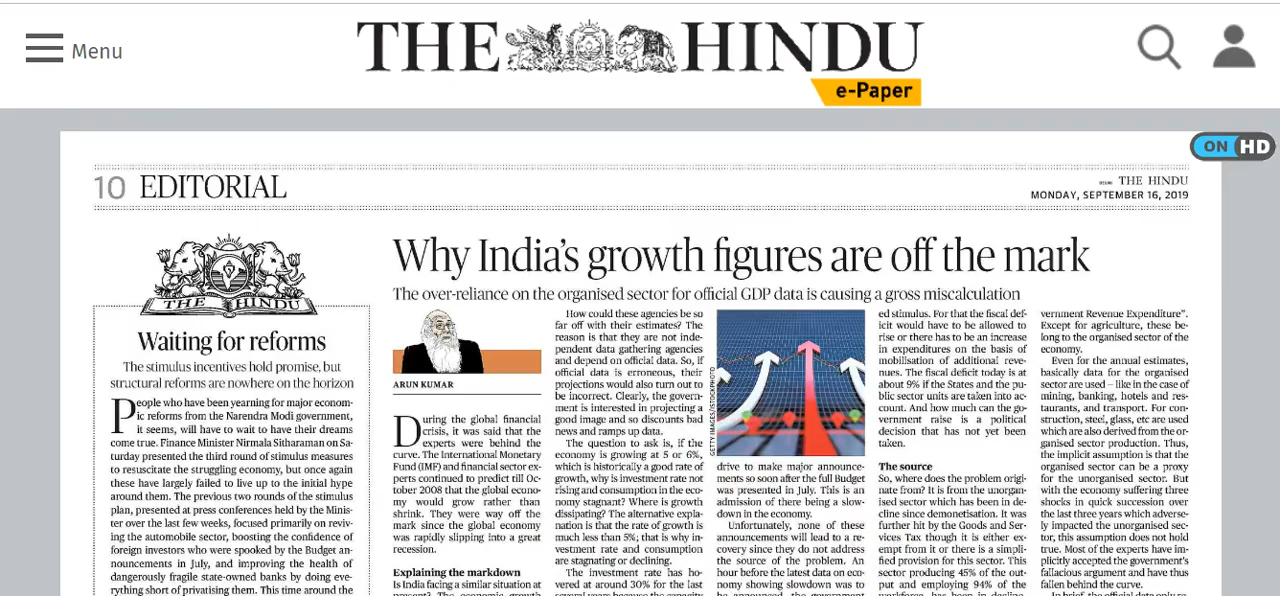 Menu
THE HINDU
e-Paper
ON HD
10 EDITORIAL
THE HINDU
MONDAY, SEPTEMBER 16, 2019
THE HINDU
Waiting for reforms
The stimulus incentives hold promise, but
structural reforms are nowhere on the horizon
People who have been yearning for major econom-
ic reforms from the Narendra Modi government,
it seems, will have to wait to have their dreams
come true. Finance Minister Nirmala Sitharaman on Sa-
turday presented the third round of stimulus measures
to resuscitate the struggling economy, but once again
these have largely failed to live up to the initial hype
around them. The previous two rounds of the stimulus
plan, presented at press conferences held by the Minis-
ter over the last few weeks, focused primarily on reviv-
ing the automobile sector, boosting the confidence of
foreign investors who were spooked by the Budget an-
nouncements in July, and improving the health of
dangerously fragile state-owned banks by doing eve-
rything short of privatising them. This time around the
Why India's growth figures are off the mark
The over-reliance on the organised sector for official GDP data is causing a gross miscalculation
ARUN KUMAR
During the global financial
crisis, it was said that the
experts were behind the
curve. The International Monetary
Fund (IMF) and financial sector ex-
perts continued to predict till Oc-
tober 2008 that the global econo-
my would grow rather than
shrink. They were way off the
mark since the global economy
was rapidly slipping into a great
recession.
Explaining the markdown
Is India facing a similar situation at
present? The economic growth
How could these agencies be so
far off with their estimates? The
reason is that they are not inde-
pendent data gathering agencies
and depend on official data. So, if
official data is erroneous, their
projections would also turn out to
be incorrect. Clearly, the govern-
ment is interested in projecting a
good image and so discounts bad
news and ramps up data.
The question to ask is, if the
economy is growing at 5 or 6%,
which is historically a good rate of
growth, why is investment rate not
rising and consumption in the eco-
nomy stagnant? Where is growth
dissipating? The alternative expla-
nation is that the rate of growth is
much less than 5%; that is why in-
vestment rate and consumption
are stagnating or declining.
The investment rate has ho-
vered at around 30% for the last
several years because the capacity
GETTY IMAGES/ISTOCKPHOTO
drive to make major announce-
ments so soon after the full Budget
was presented in July. This is an
admission of there being a slow-
down in the economy.
Unfortunately, none of these
announcements will lead to a re-
covery since they do not address
the source of the problem. An
hour before the latest data on eco-
nomy showing slowdown was to
be announced, the government
ed stimulus. For that the fiscal def-
icit would have to be allowed to
rise or there has to be an increase
in expenditures on the basis of
mobilisation of additional reve-
nues. The fiscal deficit today is at
about 9% if the States and the pu-
blic sector units are taken into ac-
count. And how much can the go-
vernment raise is a political
decision that has not yet been
taken.
The source
So, where does the problem origi-
nate from? It is from the unorgan-
ised sector which has been in de-
cline since demonetisation. It was
further hit by the Goods and Ser-
vices Tax though it is either ex-
empt from it or there is a simpli-
fied provision for this sector. This
sector producing 45% of the out-
put and employing 94% of the
workforce has been in decline
vernment Revenue Expenditure".
Except for agriculture, these be-
long to the organised sector of the
economy.
Even for the annual estimates,
basically data for the organised
sector are used – like in the case of
mining, banking, hotels and res-
taurants, and transport. For con-
struction, steel, glass, etc are used
which are also derived from the or-
ganised sector production. Thus,
the implicit assumption is that the
organised sector can be a proxy
for the unorganised sector. But
with the economy suffering three
shocks in quick succession over
the last three years which adverse-
ly impacted the unorganised sec-
tor, this assumption does not hold
true. Most of the experts have im-
plicitly accepted the government's
fallacious argument and have thus
fallen behind the curve.
In brief, the official data only re-